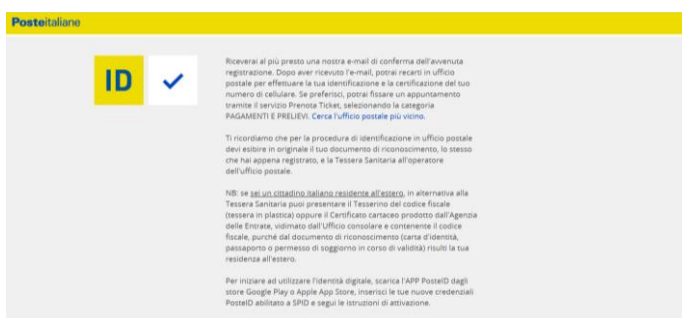 Posteitaliane
ID
Riceverai al più presto una nostra e-mail di conferma dell'avvenuta
registrazione. Dopo aver ricevuto l'e-mail, potrai recarti in ufficio
postale per effettuare la tua identificazione e la certificazione del tuo
numero di cellulare. Se preferisci, potrai fissare un appuntamento
tramite il servizio Prenota Ticket, selezionando la categoria
PAGAMENTI E PRELIEVI. Cerca l'ufficio postale più vicino.
Ti ricordiamo che per la procedura di identificazione in ufficio postale
devi esibire in originale il tuo documento di riconoscimento, lo stesso
che hai appena registrato, e la Tessera Sanitaria all'operatore
dell'ufficio postale.
NB: se sei un cittadino italiano residente all'estero, in alternativa alla
Tessera Sanitaria puoi presentare il Tesserino del codice fiscale
(tessera in plastica) oppure il Certificato cartaceo prodotto dall'Agenzia
delle Entrate, vidimato dall'Ufficio consolare e contenente il codice
fiscale, purché dal documento di riconoscimento (carta d'identità,
passaporto o permesso di soggiorno in corso di validità) risulti la tua
residenza all'estero.
Per iniziare ad utilizzare l'identità digitale, scarica l'APP PosteID dagli
store Google Play o Apple App Store, inserisci le tue nuove credenziali
PosteID abilitato a SPID e segui le istruzioni di attivazione.